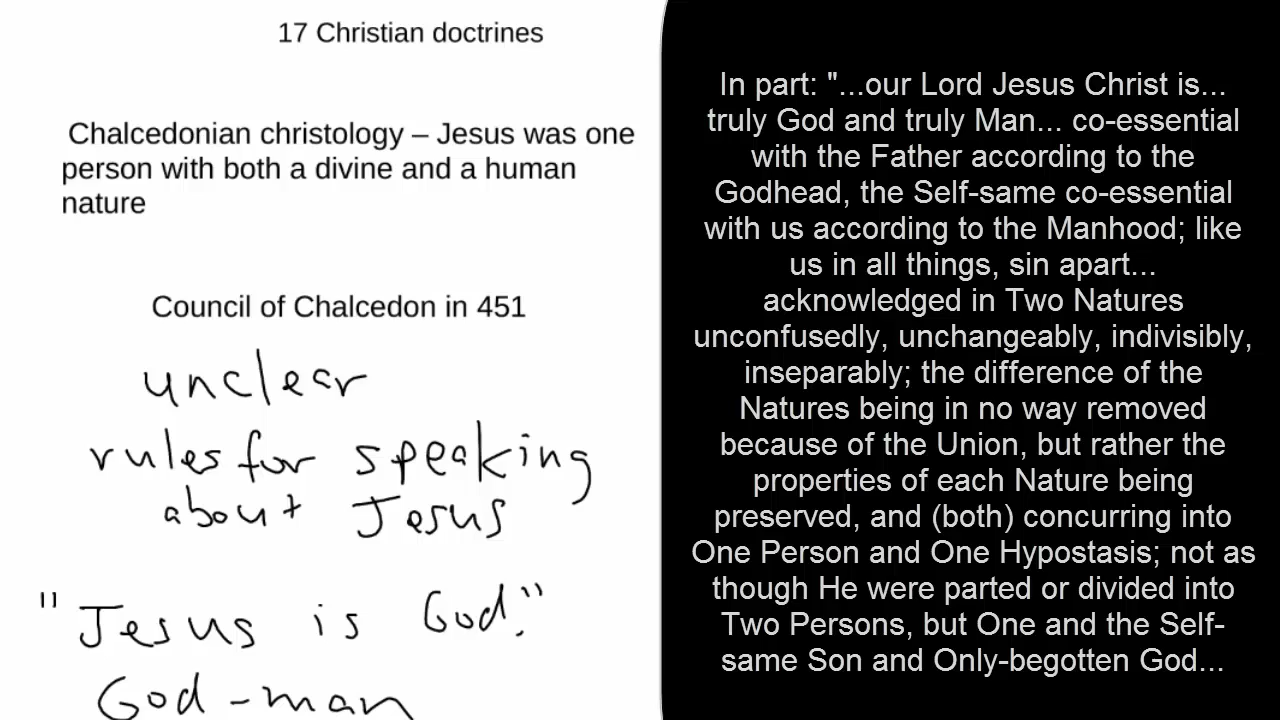 17 Christian doctrines
Chalcedonian christology – Jesus was one
person with both a divine and a human
nature
Council of Chalcedon in 451
unclear
rules for speaking
about Jesus
"Jesus is God."
God-man
In part: "...our Lord Jesus Christ is...
truly God and truly Man... co-essential
with the Father according to the
Godhead, the Self-same co-essential
with us according to the Manhood; like
us in all things, sin apart...
acknowledged in Two Natures
unconfusedly, unchangeably, indivisibly,
inseparably; the difference of the
Natures being in no way removed
because of the Union, but rather the
properties of each Nature being
preserved, and (both) concurring into
One Person and One Hypostasis; not as
though He were parted or divided into
Two Persons, but One and the Self-
same Son and Only-begotten God...